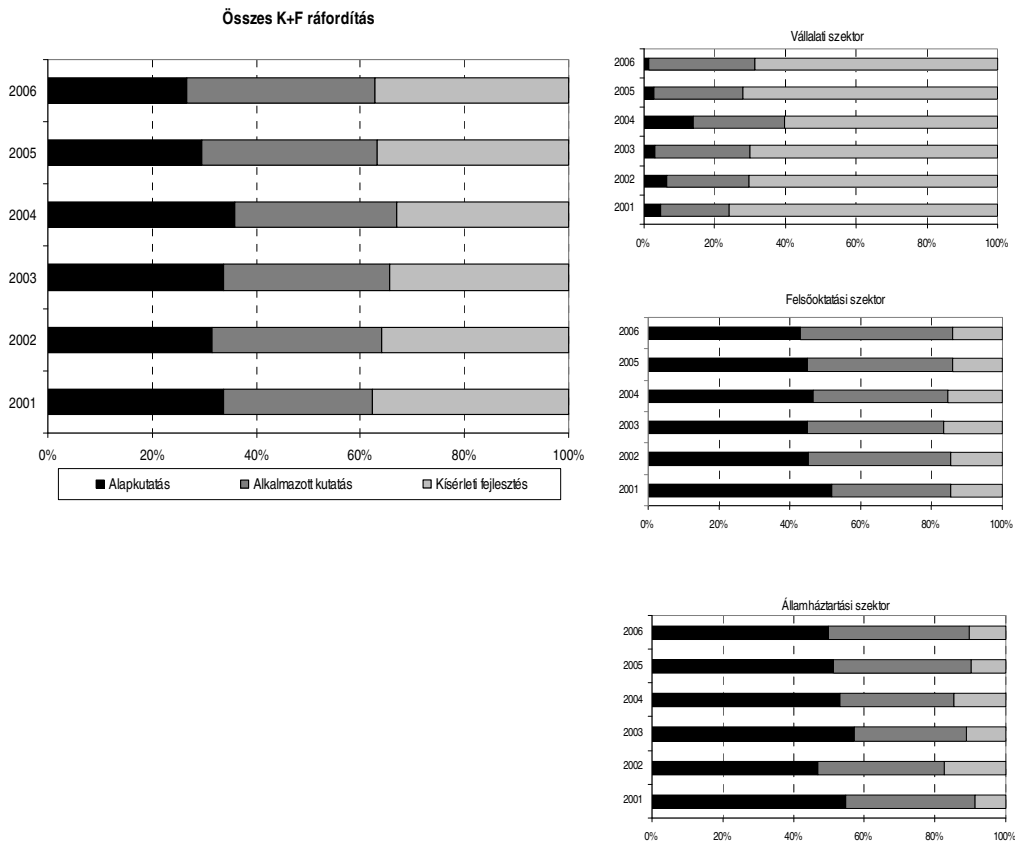 Összes K+F ráfordítás
2006
2005
2004
2003
2002
2001
0% 20% 40% 60% 80% 100%
Alapkutatás Alkalmazott kutatás Kísérleti fejlesztés
Vállalati szektor
2006
2005
2004
2003
2002
2001
0% 20% 40% 60% 80% 100%
Felsőoktatási szektor
2006
2005
2004
2003
2002
2001
0% 20% 40% 60% 80% 100%
Államháztartási szektor
2006
2005
2004
2003
2002
2001
0% 20% 40% 60% 80% 100%